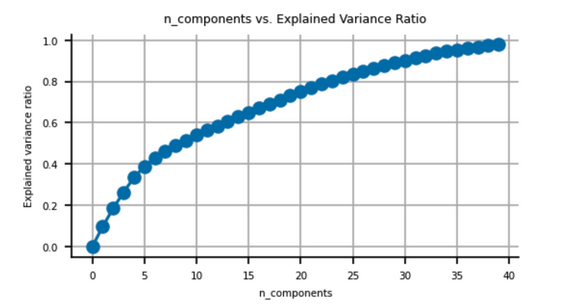 n_components vs. Explained Variance Ratio
1.0
0.8
0.6
0.4
0.2
0.0
Explained variance ratio
0 5 10 15 20 25 30 35 40
n_components